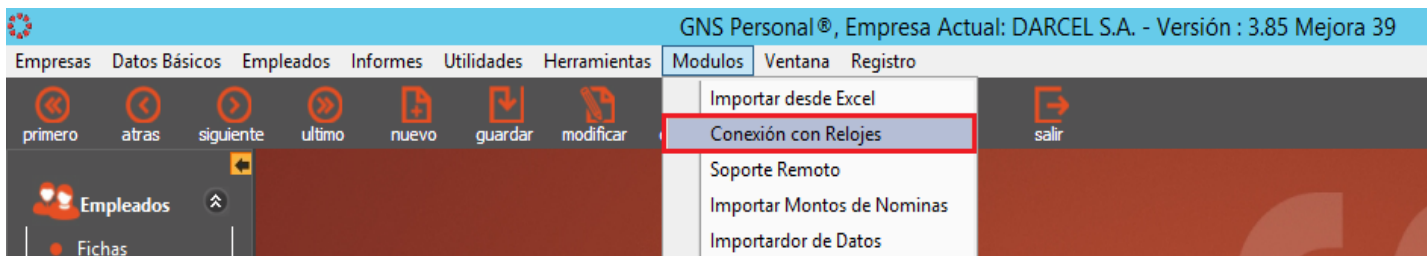 GNS Personal®, Empresa Actual: DARCEL S.A. - Versión : 3.85 Mejora 39
Empresas Datos Básicos Empleados Informes Utilidades Herramientas Modulos Ventana Registro
primero atras siguiente ultimo nuevo guardar modificar salir
Importar desde Excel
Conexión con Relojes
Soporte Remoto
Importar Montos de Nominas
Importardor de Datos
Empleados
Fichas